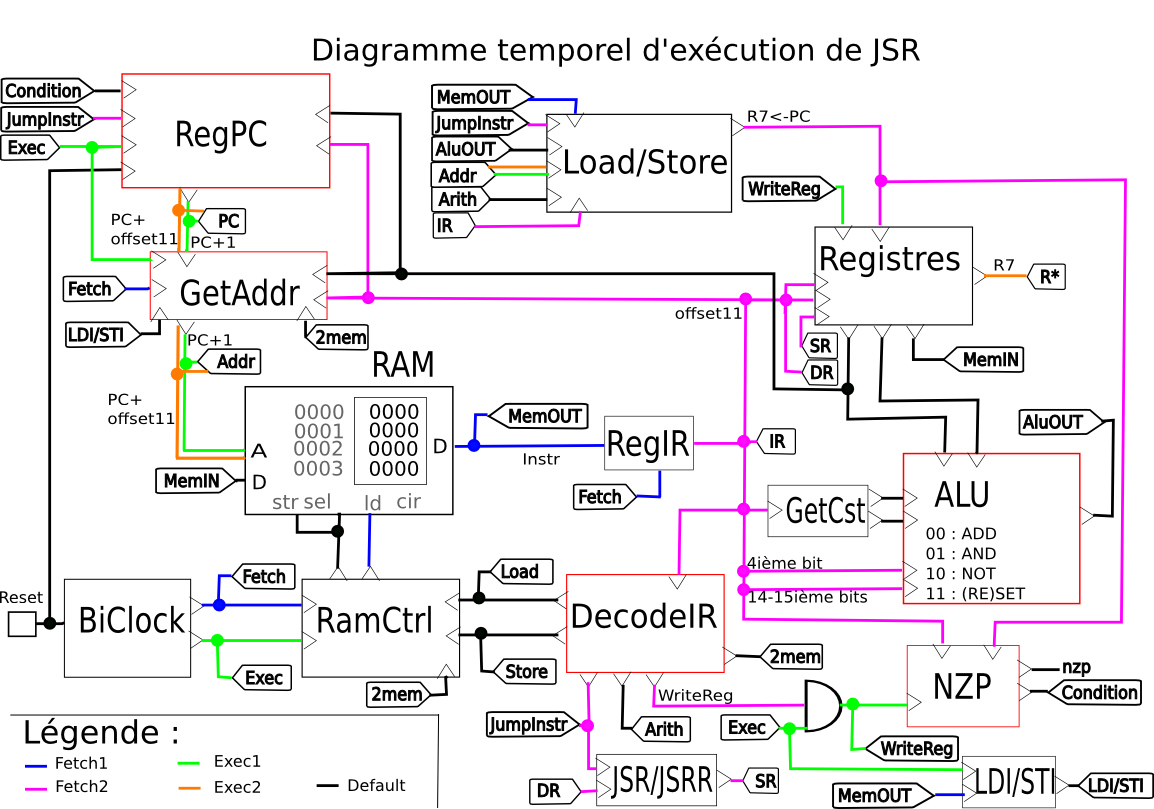 Diagramme temporel d'exécution de JSR
Condition
JumpInstr
Exec
RegPC
MemOUT
JumpInstr
AluOUT
Addr
Arith
IR
Load/Store
R7<-PC
WriteReg
PC+
offset11
PC
PC+1
Registres
R7
R*
Fetch
GetAddr
offset11
LDI/STI
PC+1
2mem
SR
DR
MemIN
Addr
RAM
PC+
offset11
0000 0000
0001 0000
0002 0000
0003 0000
A
D
D
MemOUT
Instr
RegIR
IR
AluOUT
MemIN
str sel ld cir
Fetch
GetCst
ALU
00 : ADD
01 : AND
10 : NOT
11 : (RE)SET
4ième bit
14-15ième bits
Reset
BiClock
Fetch
Exec
RamCtrl
Load
Store
2mem
DecodeIR
2mem
NZP
nzp
Condition
WriteReg
JumpInstr
Arith
Exec
WriteReg
DR
JSR/JSRR
SR
MemOUT
LDI/STI
LDI/STI
Légende :
Fetch1
Exec1
Fetch2
Exec2
Default